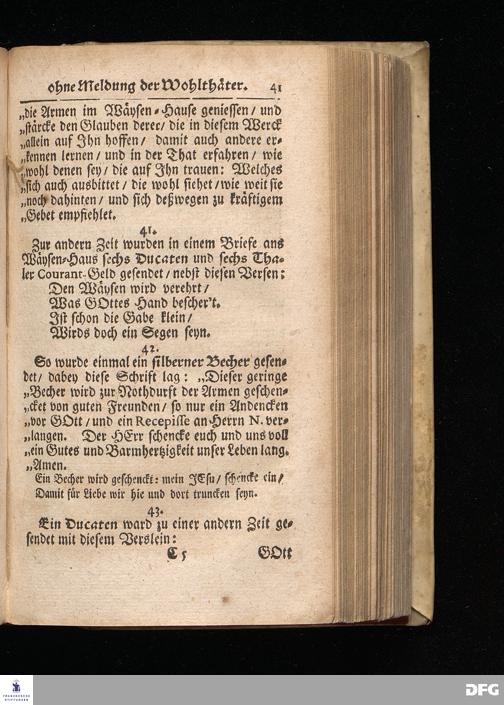 ohne Meldung der Wohlthäter. 41
„die Armen im Wäysen-Hause geniessen/ und
„stärcke den Glauben derer/ die in diesem Werck
„allein auf Jhn hoffen/ damit auch andere er-
„kennen lernen/ und in der That erfahren/ wie
„wohl denen sey/ die auf Jhn trauen: Welches
„sich auch ausbittet/ die wohl siehet/ wie weit sie
„noch dahinten/ und sich deßwegen zu kräftigem
„Gebet empfiehlet.
41.
Zur andern Zeit wurden in einem Briefe ans
Wäysen-Haus sechs Ducaten und sechs Tha-
ler Courant-Geld gesendet/ nebst diesen Versen:
Den Wäysen wird verehrt/
Was GOttes Hand bescher't.
Jst schon die Gabe klein/
Wirds doch ein Segen seyn.
42.
So wurde einmal ein silberner Becher gesen-
det/ dabey diese Schrift lag: „Dieser geringe
„Becher wird zur Nothdurft der Armen geschen-
„cket von guten Freunden/ so nur ein Andencken
„vor GOtt/ und ein Recepisse an Herrn N. ver-
„langen. Der HErr schencke euch und uns voll
„ein Gutes und Barmhertzigkeit unser Leben lang.
„Amen.
Ein Becher wird geschenckt: mein JEsu/ schencke ein/
Damit für Liebe wir hie und dort truncken seyn.
43.
Ein Ducaten ward zu einer andern Zeit ge-
sendet mit diesem Verslein:
C 5 GOtt
FRANCKESCHE
STIFTUNGEN
DFG